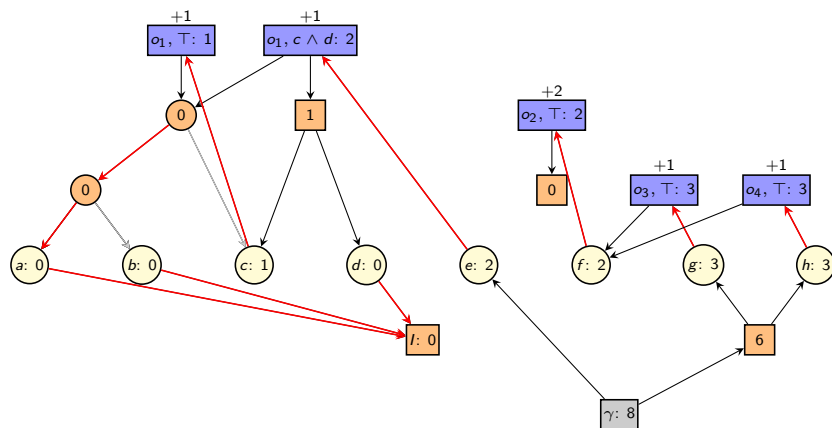 +1
+1
o₁, ⊤: 1
o₁, c ∧ d: 2
+2
0
1
o₂, ⊤: 2
+1
+1
0
0
o₃, ⊤: 3
o₄, ⊤: 3
a: 0
b: 0
c: 1
d: 0
e: 2
f: 2
g: 3
h: 3
I: 0
6
γ: 8